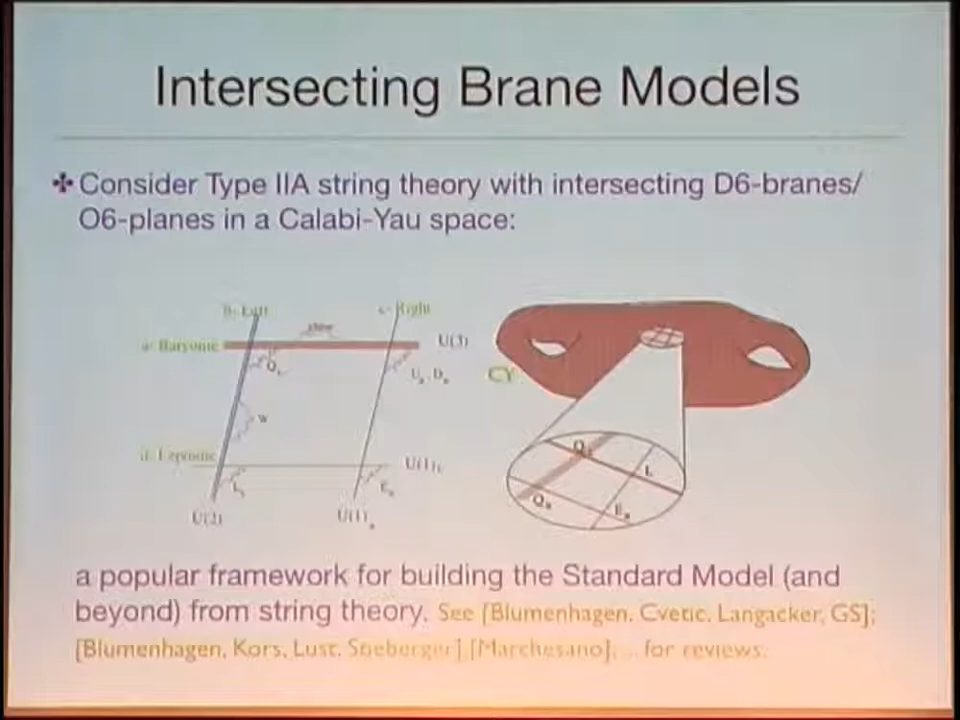 Intersecting Brane Models
✤ Consider Type IIA string theory with intersecting D6-branes/
O6-planes in a Calabi-Yau space:
b- Left
c- Right
a- Baryonic
U(3)
Q_L
U_R, D_R
CY
W
d- Leptonic
U(1)_L
E_R
U(2)
U(1)_R
Q_L
L
Q_R
E_R
a popular framework for building the Standard Model (and
beyond) from string theory. See [Blumenhagen, Cvetic, Langacker, GS];
[Blumenhagen, Kors, Lust, Stieberger],[Marchesano], ... for reviews.